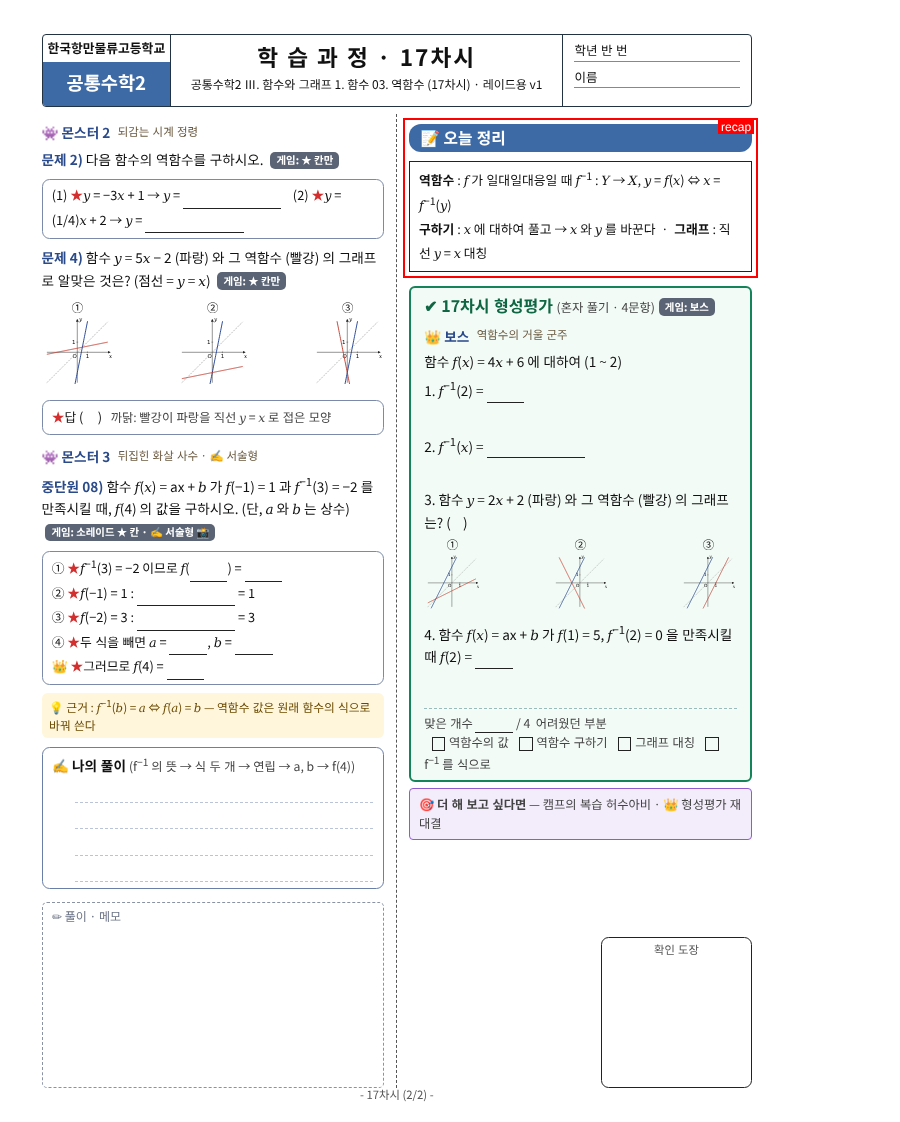 한국항만물류고등학교
공통수학2
학 습 과 정 · 17차시
공통수학2 III. 함수와 그래프 1. 함수 03. 역함수 (17차시) · 레이드용 v1
학년 반 번
이름
👾 몬스터 2 되감는 시계 정령
문제 2) 다음 함수의 역함수를 구하시오. 게임: ★ 칸만
(1) ★y = −3x + 1 → y = ____ (2) ★y =
(1/4)x + 2 → y = ____
문제 4) 함수 y = 5x − 2 (파랑) 와 그 역함수 (빨강) 의 그래프
로 알맞은 것은? (점선 = y = x) 게임: ★ 칸만
① ② ③
y 1 O 1 x
y 1 O 1 x
y 1 O 1 x
★답 ( ) 까닭: 빨강이 파랑을 직선 y = x 로 접은 모양
👾 몬스터 3 뒤집힌 화살 사수 · ✍ 서술형
중단원 08) 함수 f(x) = ax + b 가 f(−1) = 1 과 f⁻¹(3) = −2 를
만족시킬 때, f(4) 의 값을 구하시오. (단, a 와 b 는 상수)
게임: 소레이드 ★ 칸 · ✍ 서술형 📸
① ★f⁻¹(3) = −2 이므로 f(____) = ____
② ★f(−1) = 1 : ____ = 1
③ ★f(−2) = 3 : ____ = 3
④ ★두 식을 빼면 a = ____, b = ____
👑 ★그러므로 f(4) = ____
💡 근거 : f⁻¹(b) = a ⇔ f(a) = b — 역함수 값은 원래 함수의 식으로
바꿔 쓴다
✍ 나의 풀이 (f⁻¹ 의 뜻 → 식 두 개 → 연립 → a, b → f(4))
✏ 풀이 · 메모
recap
📝 오늘 정리
역함수 : f 가 일대일대응일 때 f⁻¹ : Y → X, y = f(x) ⇔ x =
f⁻¹(y)
구하기 : x 에 대하여 풀고 → x 와 y 를 바꾼다 · 그래프 : 직
선 y = x 대칭
✔ 17차시 형성평가 (혼자 풀기 · 4문항) 게임: 보스
👑 보스 역함수의 거울 군주
함수 f(x) = 4x + 6 에 대하여 (1 ~ 2)
1. f⁻¹(2) = ____
2. f⁻¹(x) = ____
3. 함수 y = 2x + 2 (파랑) 와 그 역함수 (빨강) 의 그래프
는? ( )
① ② ③
4. 함수 f(x) = ax + b 가 f(1) = 5, f⁻¹(2) = 0 을 만족시킬
때 f(2) = ____
맞은 개수 ____ / 4 어려웠던 부분
☐ 역함수의 값 ☐ 역함수 구하기 ☐ 그래프 대칭 ☐
f⁻¹ 를 식으로
🎯 더 해 보고 싶다면 — 캠프의 복습 허수아비 · 👑 형성평가 재
대결
확인 도장
- 17차시 (2/2) -